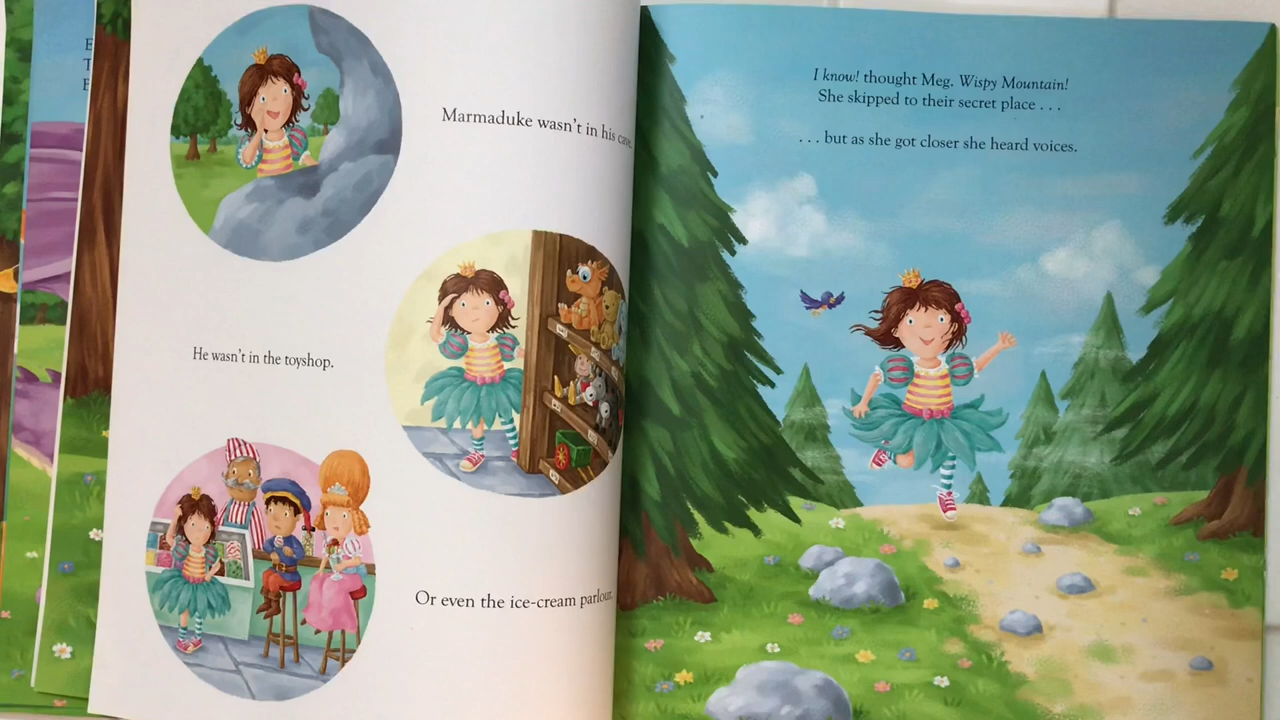 E
T
E
Marmaduke wasn't in his cave.
He wasn't in the toyshop.
Or even the ice-cream parlour.
I know! thought Meg. Wispy Mountain!
She skipped to their secret place . . .
. . . but as she got closer she heard voices.